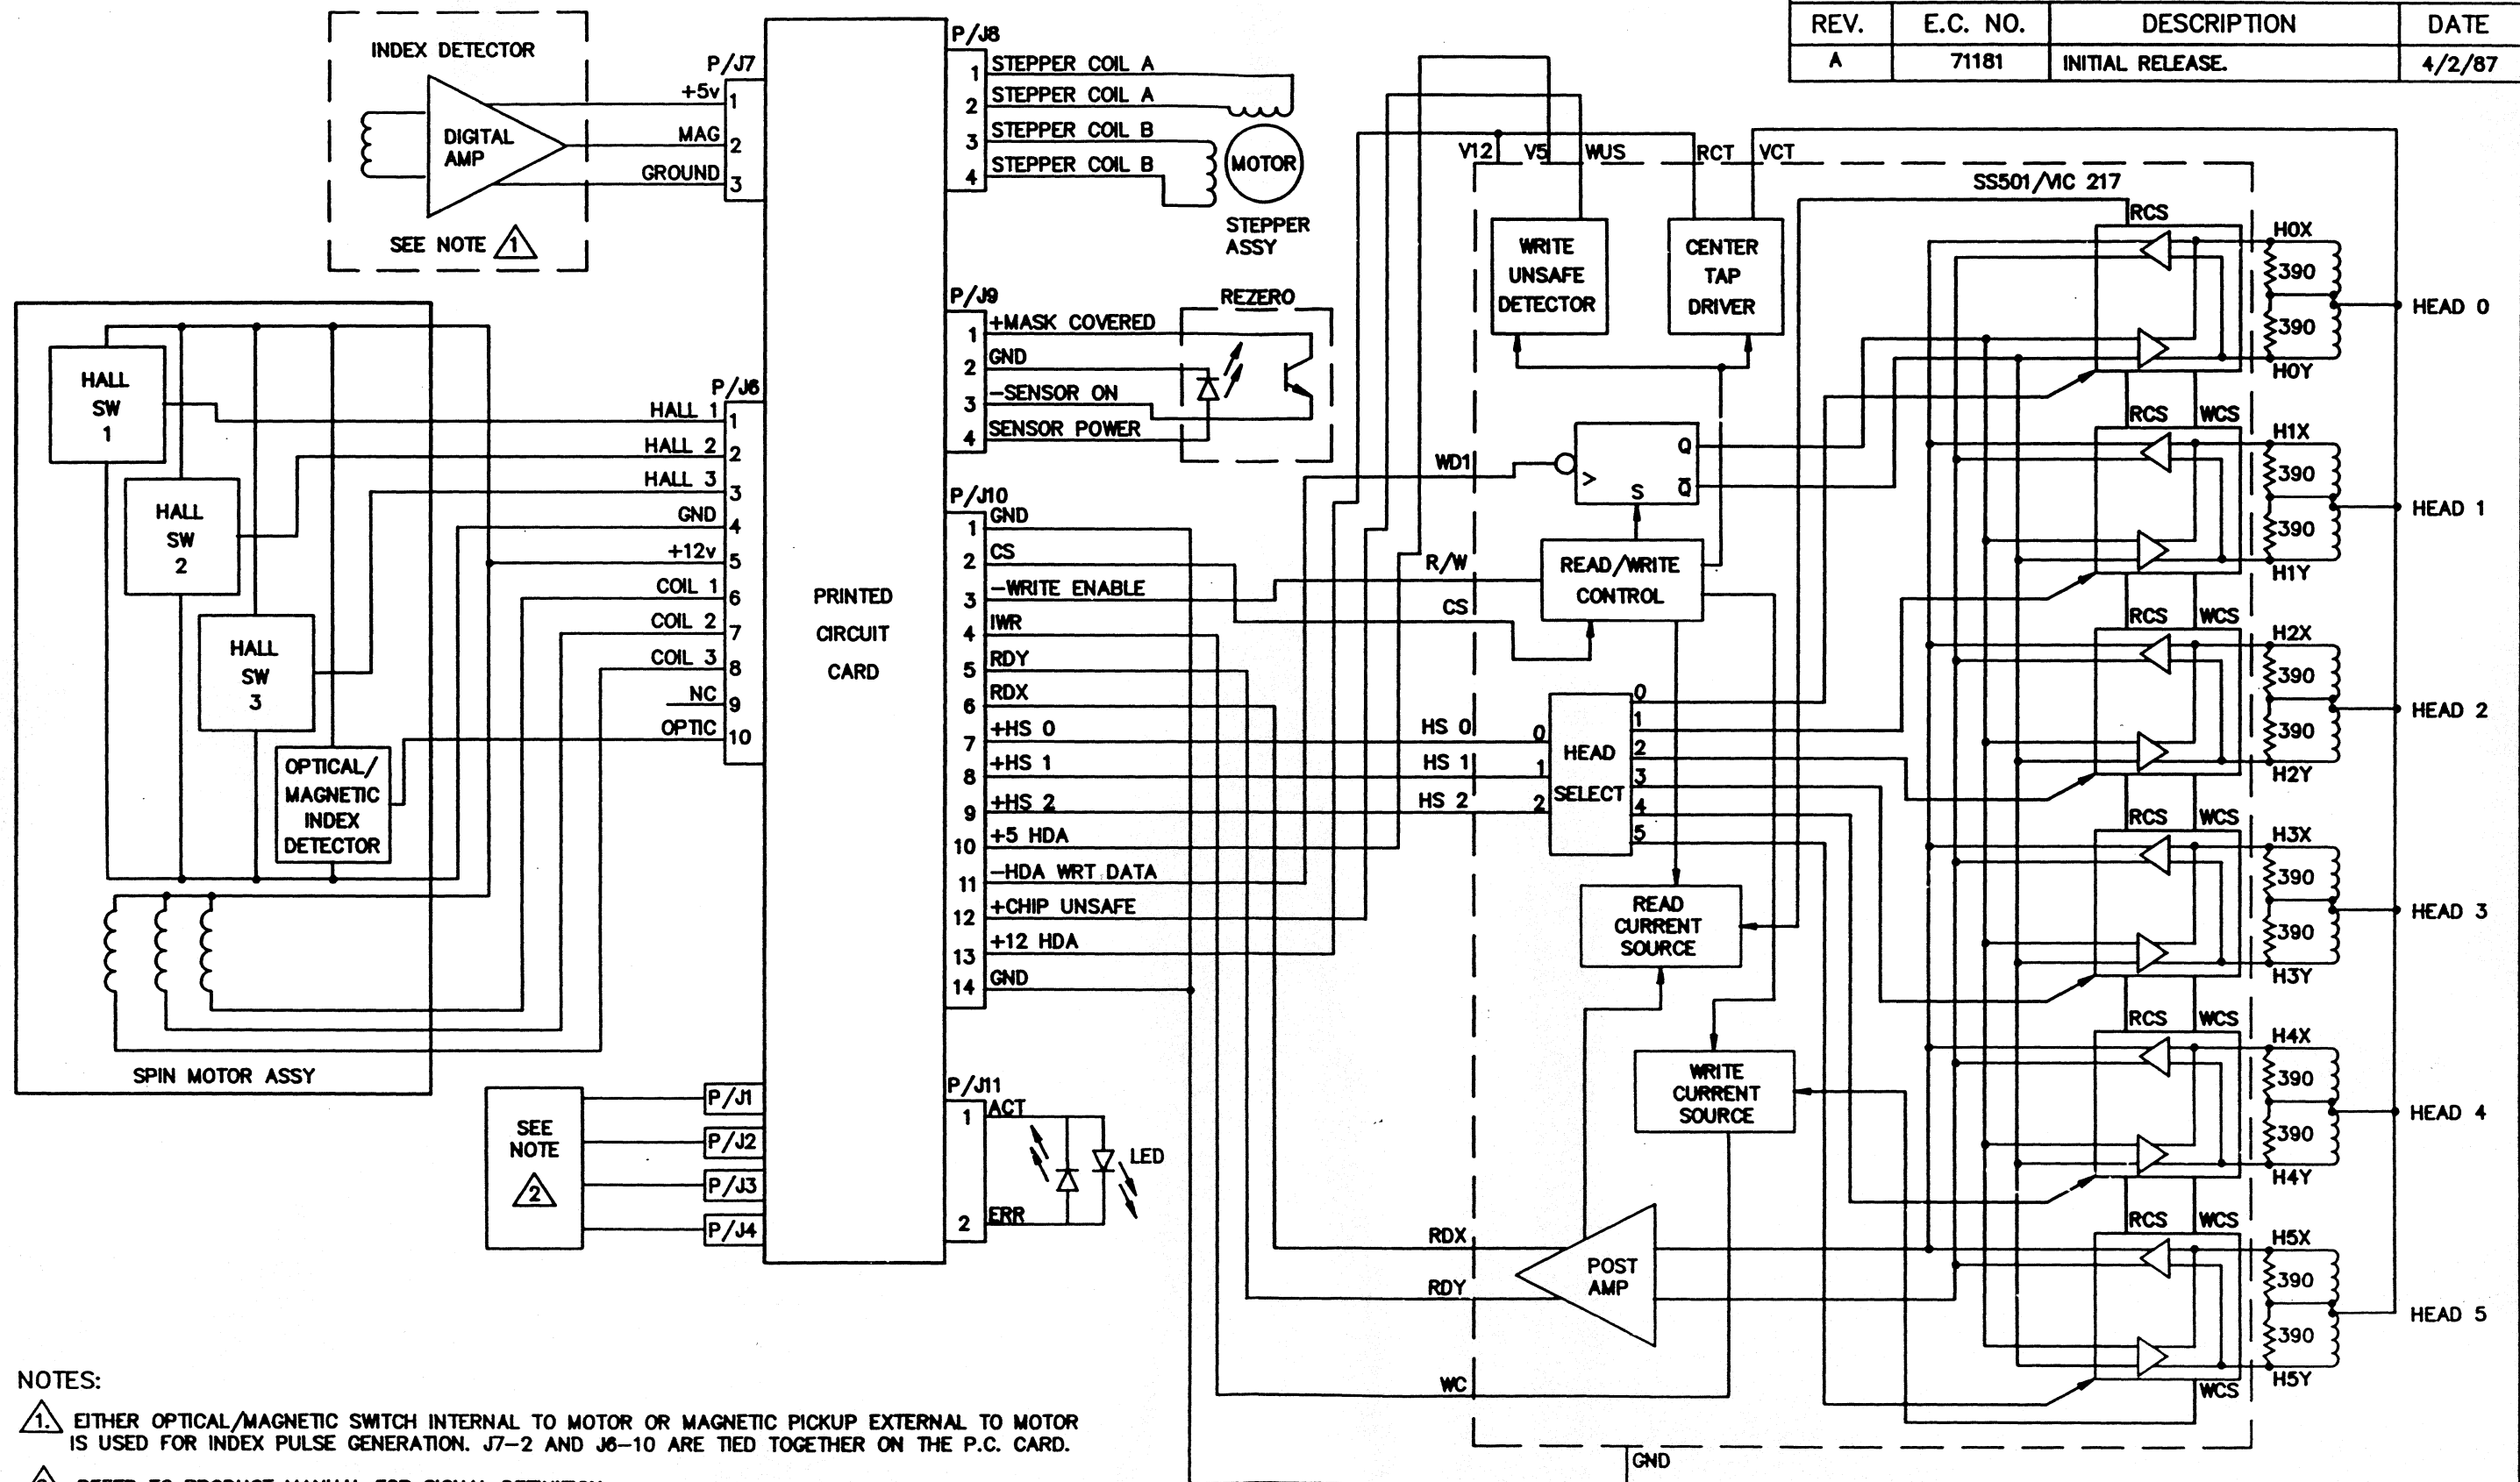 REV. E.C. NO. DESCRIPTION DATE
A 71181 INITIAL RELEASE. 4/2/87
INDEX DETECTOR
DIGITAL
AMP
SEE NOTE 1
P/J7
+5v 1
MAG 2
GROUND 3
HALL
SW
1
HALL
SW
2
HALL
SW
3
OPTICAL/
MAGNETIC
INDEX
DETECTOR
SPIN MOTOR ASSY
P/J6
HALL 1 1
HALL 2 2
HALL 3 3
GND 4
+12v 5
COIL 1 6
COIL 2 7
COIL 3 8
NC 9
OPTIC 10
SEE
NOTE
2
P/J1
P/J2
P/J3
P/J4
PRINTED
CIRCUIT
CARD
P/J8
1 STEPPER COIL A
2 STEPPER COIL A
3 STEPPER COIL B
4 STEPPER COIL B
MOTOR
STEPPER
ASSY
P/J9
1 +MASK COVERED
2 GND
3 -SENSOR ON
4 SENSOR POWER
REZERO
P/J10
1 GND
2 CS
3 -WRITE ENABLE
4 IWR
5 RDY
6 RDX
7 +HS 0
8 +HS 1
9 +HS 2
10 +5 HDA
11 -HDA WRT DATA
12 +CHIP UNSAFE
13 +12 HDA
14 GND
P/J11
1 ACT
2 ERR
LED
V12 V5 WUS RCT VCT
SS501/VIC 217
WRITE
UNSAFE
DETECTOR
CENTER
TAP
DRIVER
WD1
Q
S Q̅
>
R/W
CS
READ/WRITE
CONTROL
HS 0 0
HS 1 1
HS 2 2
HEAD
SELECT
0
1
2
3
4
5
READ
CURRENT
SOURCE
WRITE
CURRENT
SOURCE
RDX
RDY
POST
AMP
WC
GND
RCS
H0X
390
HEAD 0
390
H0Y
RCS WCS
H1X
390
HEAD 1
390
H1Y
RCS WCS
H2X
390
HEAD 2
390
H2Y
RCS WCS
H3X
390
HEAD 3
390
H3Y
RCS WCS
H4X
390
HEAD 4
390
H4Y
RCS WCS
H5X
390
HEAD 5
390
H5Y
WCS
NOTES:
1. EITHER OPTICAL/MAGNETIC SWITCH INTERNAL TO MOTOR OR MAGNETIC PICKUP EXTERNAL TO MOTOR
IS USED FOR INDEX PULSE GENERATION. J7-2 AND J6-10 ARE TIED TOGETHER ON THE P.C. CARD.
REFER TO PRODUCT MANUAL FOR SIGNAL DEFINITION